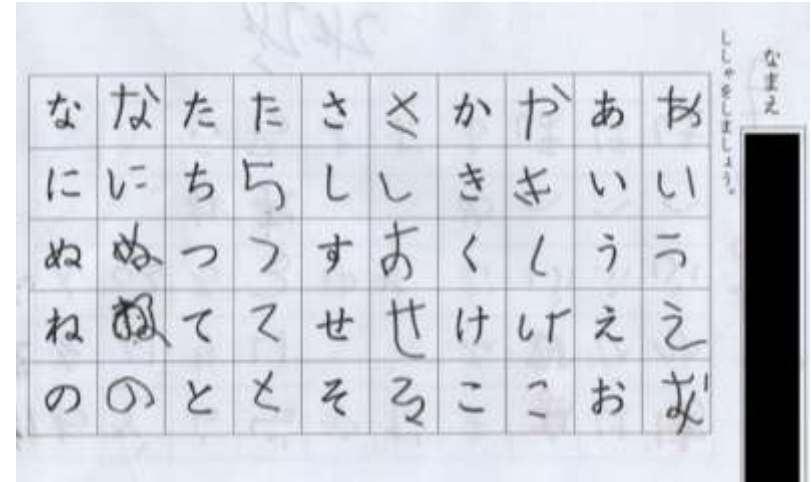 なまえ
ししゃをしましょう。
あいうえ
あいうえお
かきくけこ
かきくけこ
さしおせ
さしすせそ
たちつてと
たちつてと
なにぬ の
なにぬねの